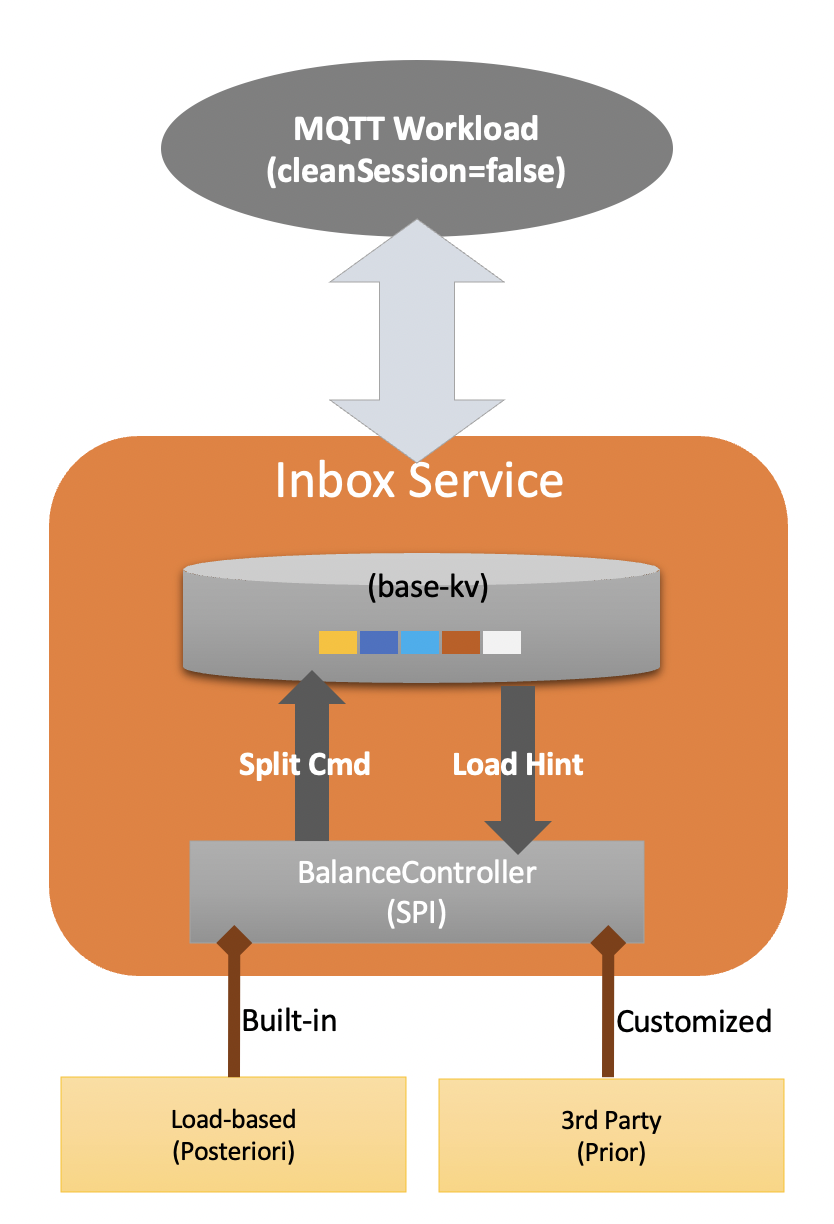 MQTT Workload
(cleanSession=false)
Inbox Service
(base-kv)
Split Cmd
Load Hint
BalanceController
(SPI)
Built-in
Customized
Load-based
(Posteriori)
3rd Party
(Prior)